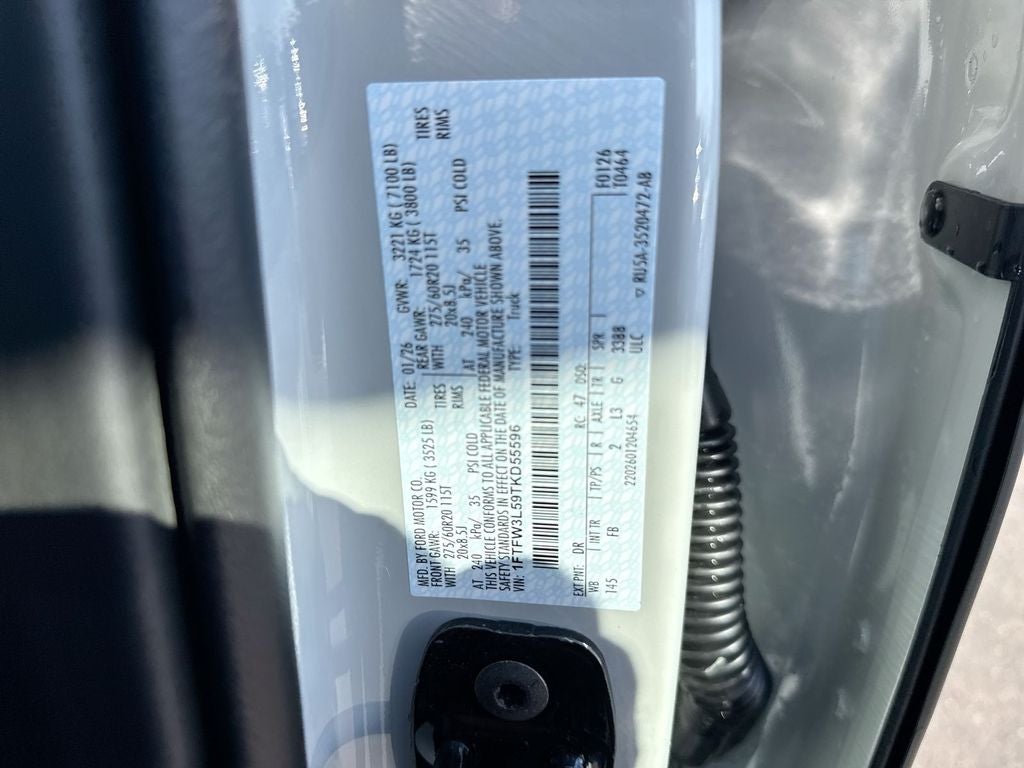 MFD. BY FORD MOTOR CO. DATE: 01/26 GVWR: 3221 KG ( 7100 LB)
FRONT GAWR: 1599 KG ( 3525 LB) REAR GAWR: 1724 KG ( 3800 LB)
WITH 275/60R20 115T TIRES WITH 275/60R20 115T TIRES
20x8.5J RIMS 20x8.5J RIMS
AT 240 kPa/ 35 PSI COLD AT 240 kPa/ 35 PSI COLD
THIS VEHICLE CONFORMS TO ALL APPLICABLE FEDERAL MOTOR VEHICLE
SAFETY STANDARDS IN EFFECT ON THE DATE OF MANUFACTURE SHOWN ABOVE.
VIN: 1FTFW3L59TKD55596 TYPE: Truck
EXT PNT: DR RC: 47 DSO: F0126
WB INT TR TP/PS R AXLE TR SPR T0464
145 FB 2 L3 G 3308
2202601204654 ULC ▽ RU5A-3520472-AB